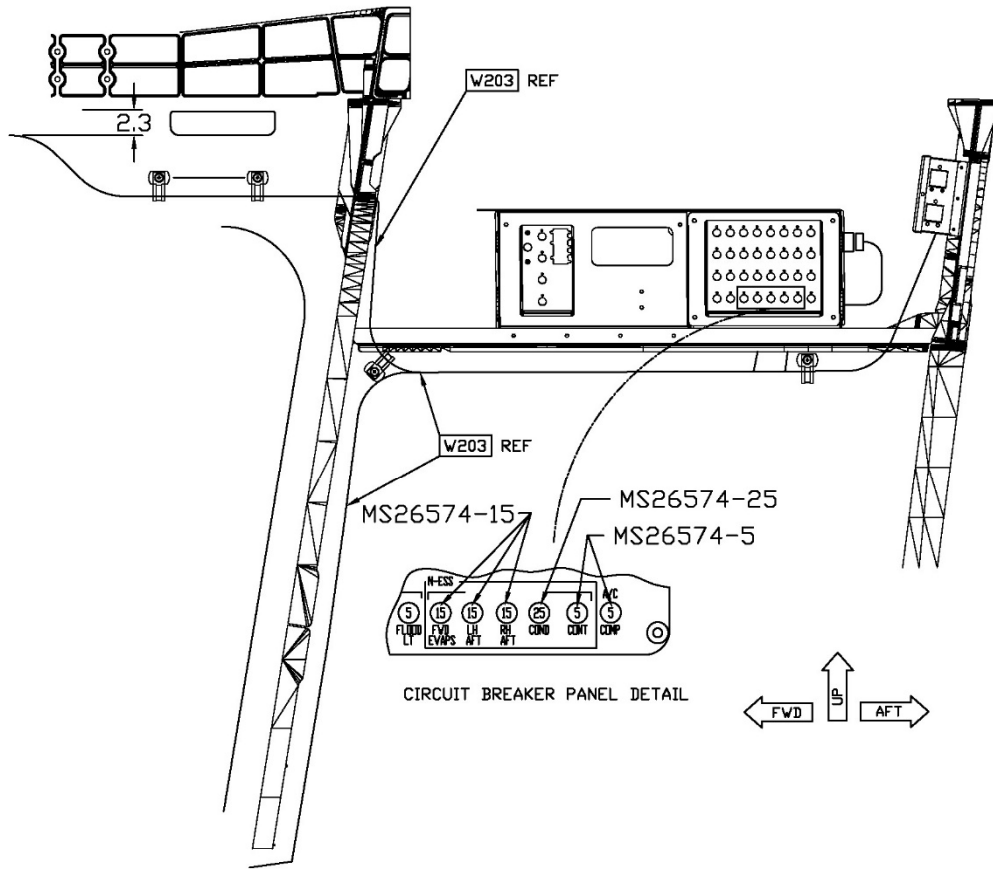 W203 REF
2.3
W203 REF
MS26574-15
MS26574-25
MS26574-5
N-ESS
A/C
5 15 15 15 25 5 5
FLOOD FWD LH RH COND CONT COMP
LT EVAPS AFT AFT
CIRCUIT BREAKER PANEL DETAIL
FWD UP AFT